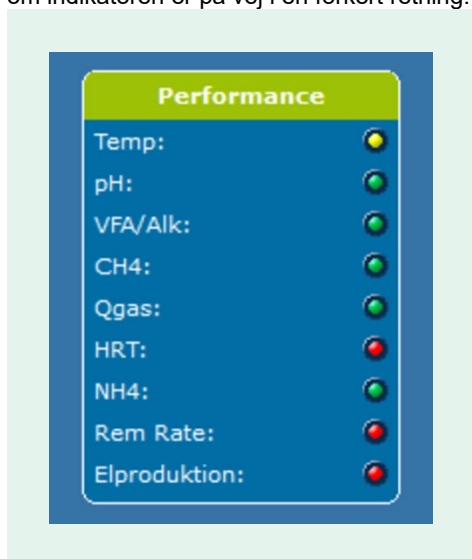 om indikatoren er på vej i en forkert retning.
Performance
Temp:
pH:
VFA/Alk:
CH4:
Qgas:
HRT:
NH4:
Rem Rate:
Elproduktion: